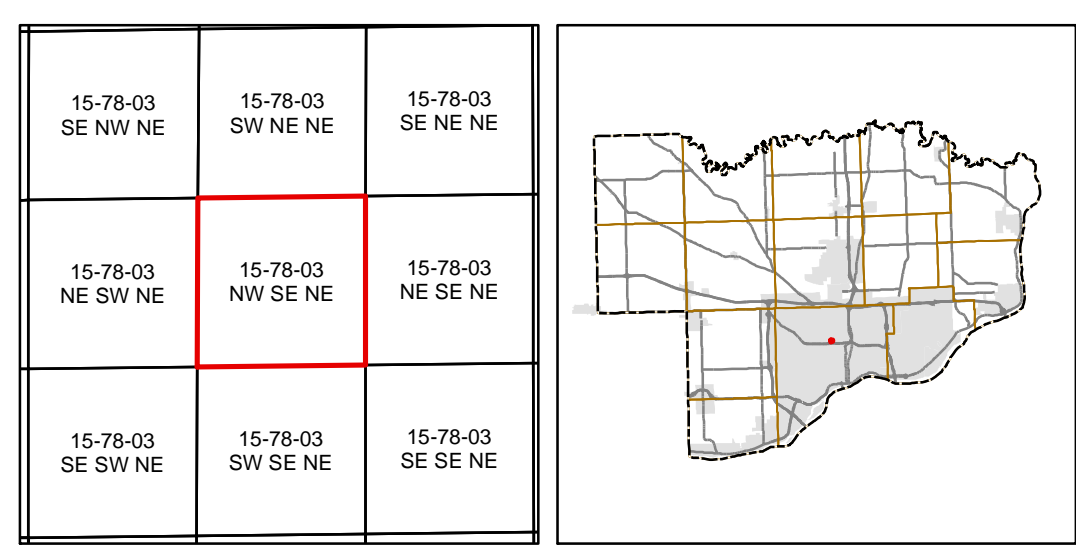 15-78-03
SE NW NE
15-78-03
SW NE NE
15-78-03
SE NE NE
15-78-03
NE SW NE
15-78-03
NW SE NE
15-78-03
NE SE NE
15-78-03
SE SW NE
15-78-03
SW SE NE
15-78-03
SE SE NE